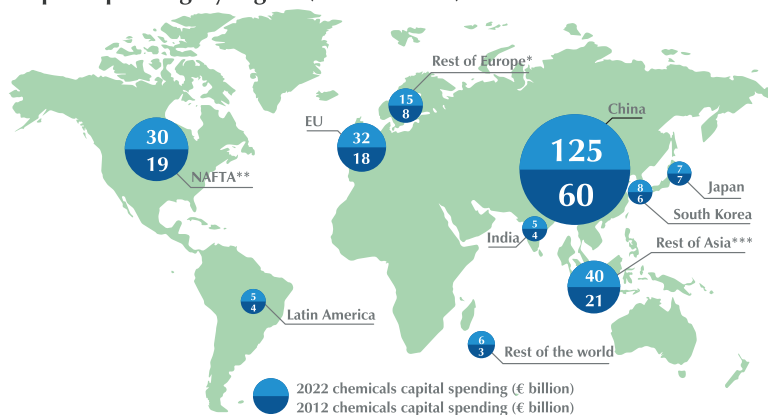 Rest of Europe*
15
8
China
EU
30
19
32
18
125
60
NAFTA**
7
7
Japan
8
6
South Korea
5
4
India
Rest of Asia***
40
21
5
4
Latin America
6
3
Rest of the world
2022 chemicals capital spending (€ billion)
2012 chemicals capital spending (€ billion)